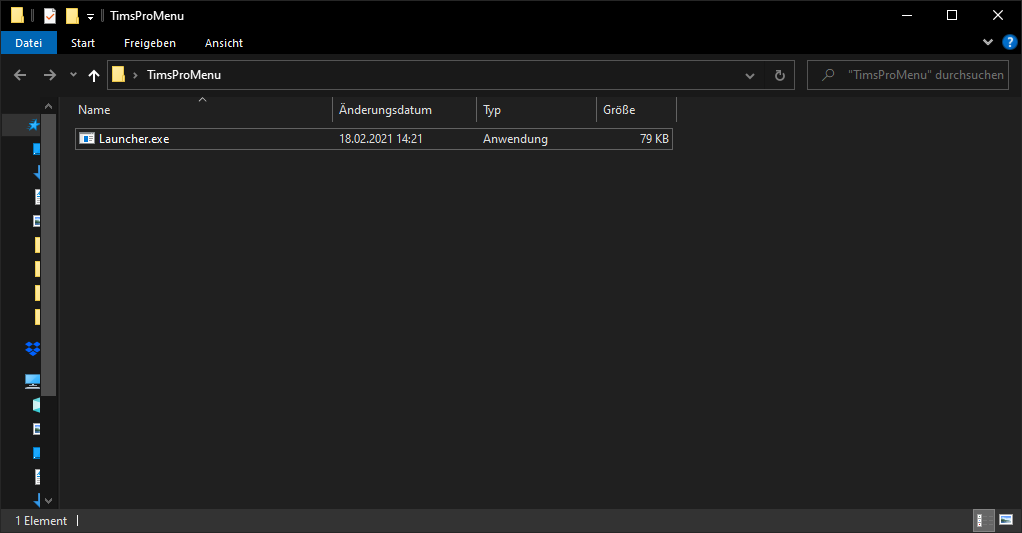 TimsProMenu
Datei Start Freigeben Ansicht
TimsProMenu "TimsProMenu" durchsuchen
Name Änderungsdatum Typ Größe
Launcher.exe 18.02.2021 14:21 Anwendung 79 KB
1 Element